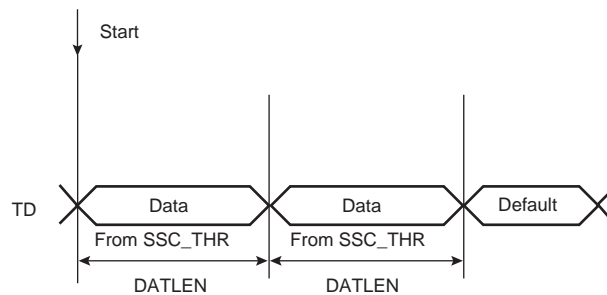 Start
TD Data Data Default
From SSC_THR From SSC_THR
DATLEN DATLEN